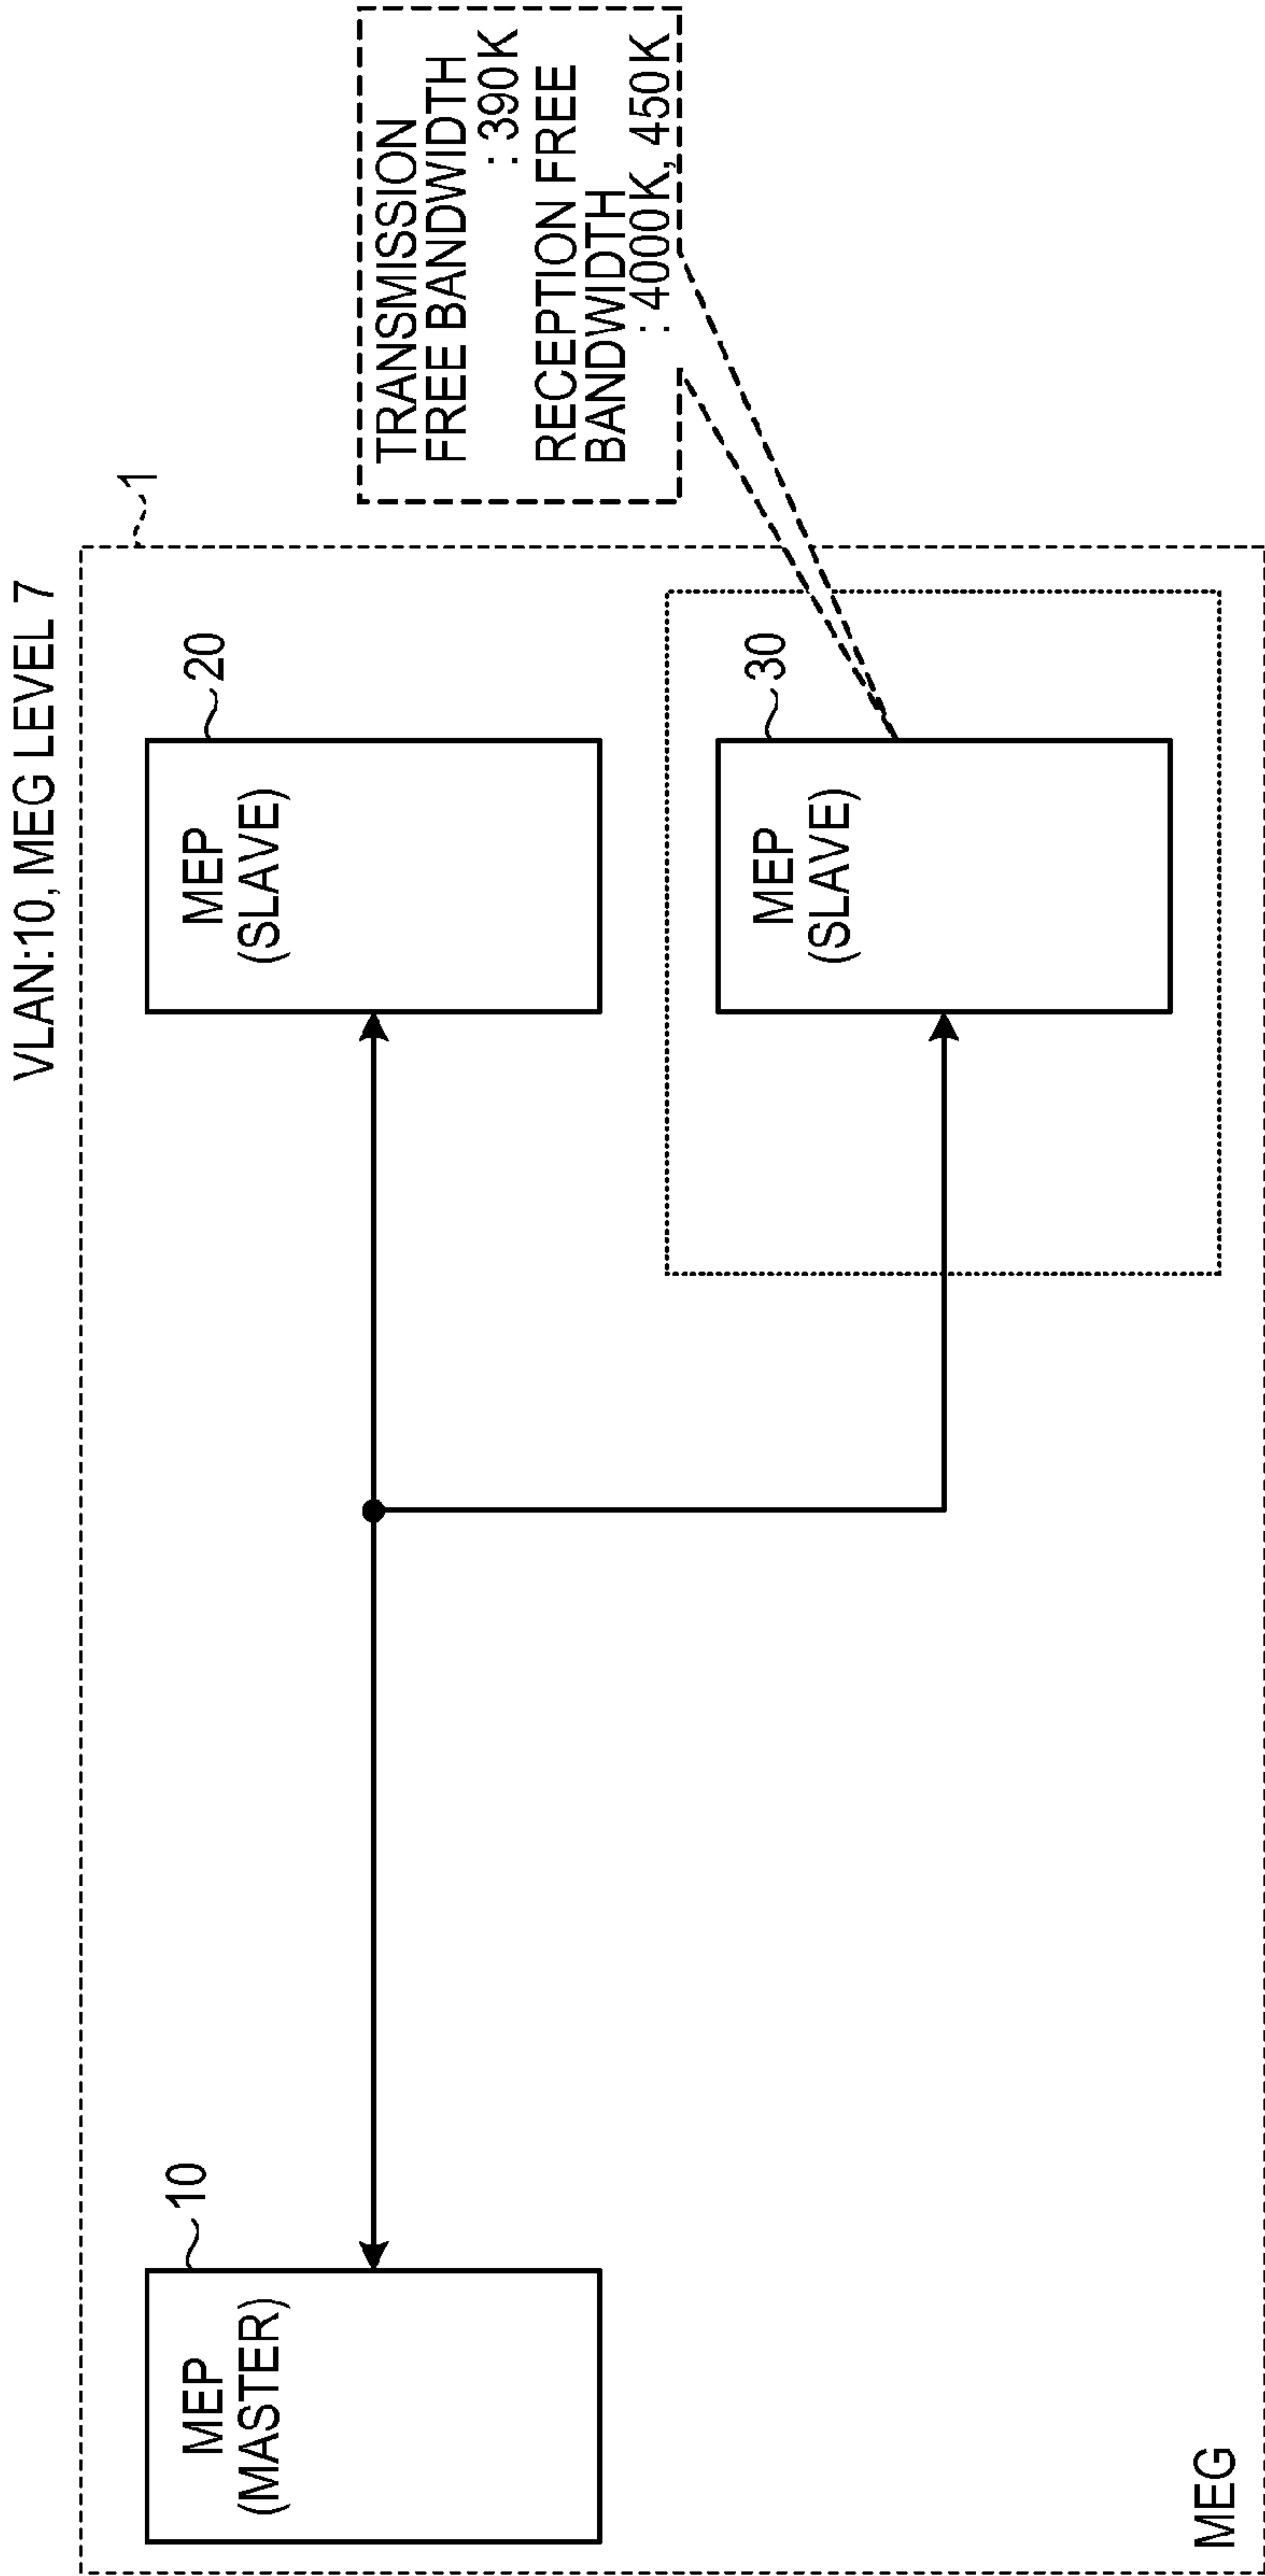 VLAN:10, MEG LEVEL 7
1
10
MEP
(MASTER)
20
MEP
(SLAVE)
30
MEP
(SLAVE)
TRANSMISSION
FREE BANDWIDTH
: 390K
RECEPTION FREE
BANDWIDTH
: 4000K, 450K
MEG